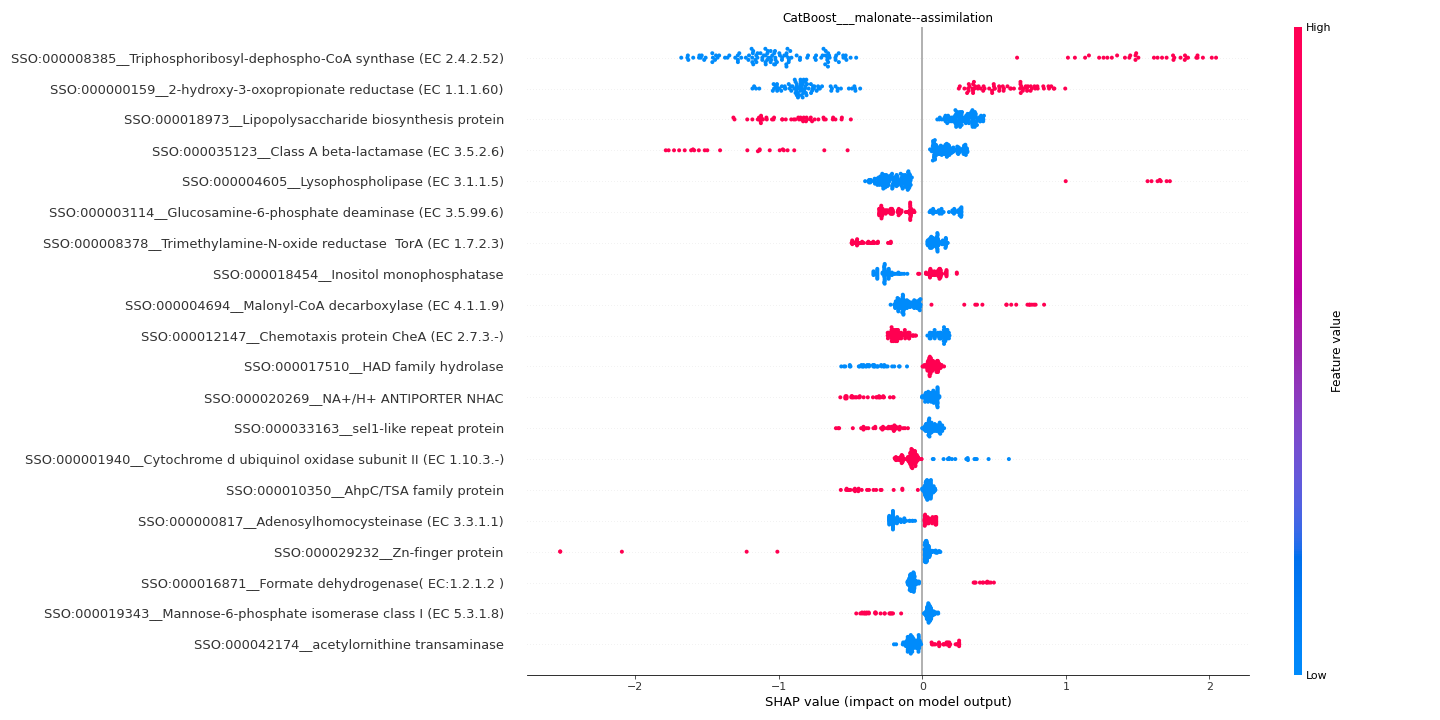 CatBoost___malonate--assimilation
High
SSO:000008385__Triphosphoribosyl-dephospho-CoA synthase (EC 2.4.2.52)
SSO:000000159__2-hydroxy-3-oxopropionate reductase (EC 1.1.1.60)
SSO:000018973__Lipopolysaccharide biosynthesis protein
SSO:000035123__Class A beta-lactamase (EC 3.5.2.6)
SSO:000004605__Lysophospholipase (EC 3.1.1.5)
SSO:000003114__Glucosamine-6-phosphate deaminase (EC 3.5.99.6)
SSO:000008378__Trimethylamine-N-oxide reductase  TorA (EC 1.7.2.3)
SSO:000018454__Inositol monophosphatase
SSO:000004694__Malonyl-CoA decarboxylase (EC 4.1.1.9)
SSO:000012147__Chemotaxis protein CheA (EC 2.7.3.-)
Feature value
SSO:000017510__HAD family hydrolase
SSO:000020269__NA+/H+ ANTIPORTER NHAC
SSO:000033163__sel1-like repeat protein
SSO:000001940__Cytochrome d ubiquinol oxidase subunit II (EC 1.10.3.-)
SSO:000010350__AhpC/TSA family protein
SSO:000000817__Adenosylhomocysteinase (EC 3.3.1.1)
SSO:000029232__Zn-finger protein
SSO:000016871__Formate dehydrogenase( EC:1.2.1.2 )
SSO:000019343__Mannose-6-phosphate isomerase class I (EC 5.3.1.8)
SSO:000042174__acetylornithine transaminase
Low
−2 −1 0 1 2
SHAP value (impact on model output)